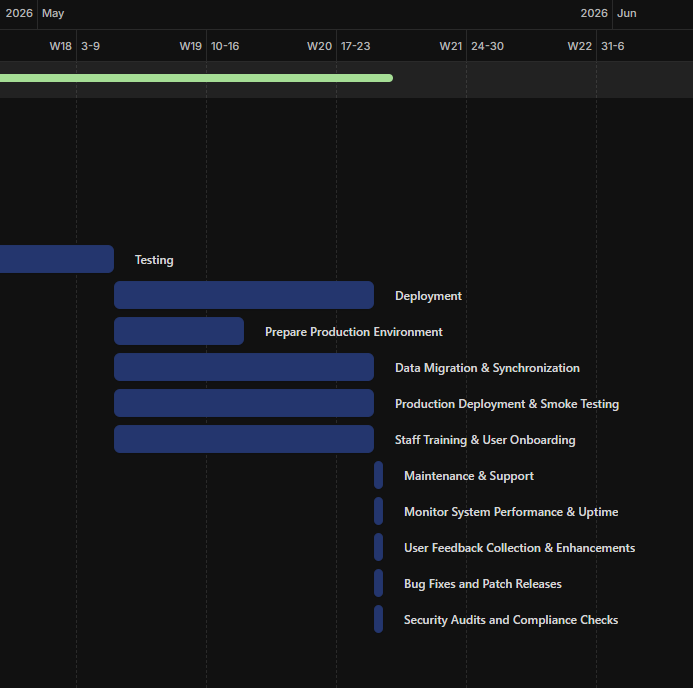 2026 May 2026 Jun
W18 3-9 W19 10-16 W20 17-23 W21 24-30 W22 31-6
Testing
Deployment
Prepare Production Environment
Data Migration & Synchronization
Production Deployment & Smoke Testing
Staff Training & User Onboarding
Maintenance & Support
Monitor System Performance & Uptime
User Feedback Collection & Enhancements
Bug Fixes and Patch Releases
Security Audits and Compliance Checks